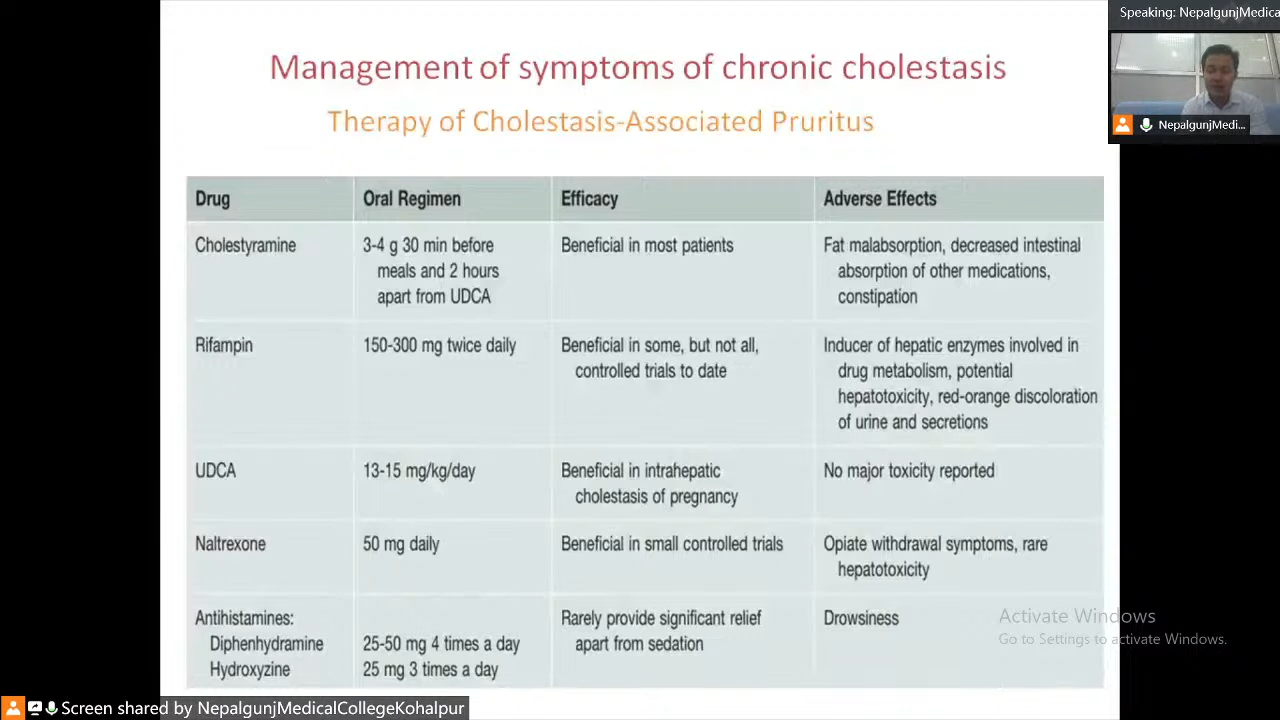 Speaking: NepalgunjMedica
Management of symptoms of chronic cholestasis
Therapy of Cholestasis-Associated Pruritus
NepalgunjMedi...
Drug Oral Regimen Efficacy Adverse Effects
Cholestyramine 3-4 g 30 min before Beneficial in most patients Fat malabsorption, decreased intestinal
meals and 2 hours absorption of other medications,
apart from UDCA constipation
Rifampin 150-300 mg twice daily Beneficial in some, but not all, Inducer of hepatic enzymes involved in
controlled trials to date drug metabolism, potential
hepatotoxicity, red-orange discoloration
of urine and secretions
UDCA 13-15 mg/kg/day Beneficial in intrahepatic No major toxicity reported
cholestasis of pregnancy
Naltrexone 50 mg daily Beneficial in small controlled trials Opiate withdrawal symptoms, rare
hepatotoxicity
Antihistamines: Rarely provide significant relief Drowsiness
Diphenhydramine 25-50 mg 4 times a day apart from sedation
Hydroxyzine 25 mg 3 times a day
Activate Windows
Go to Settings to activate Windows.
Screen shared by NepalgunjMedicalCollegeKohalpur